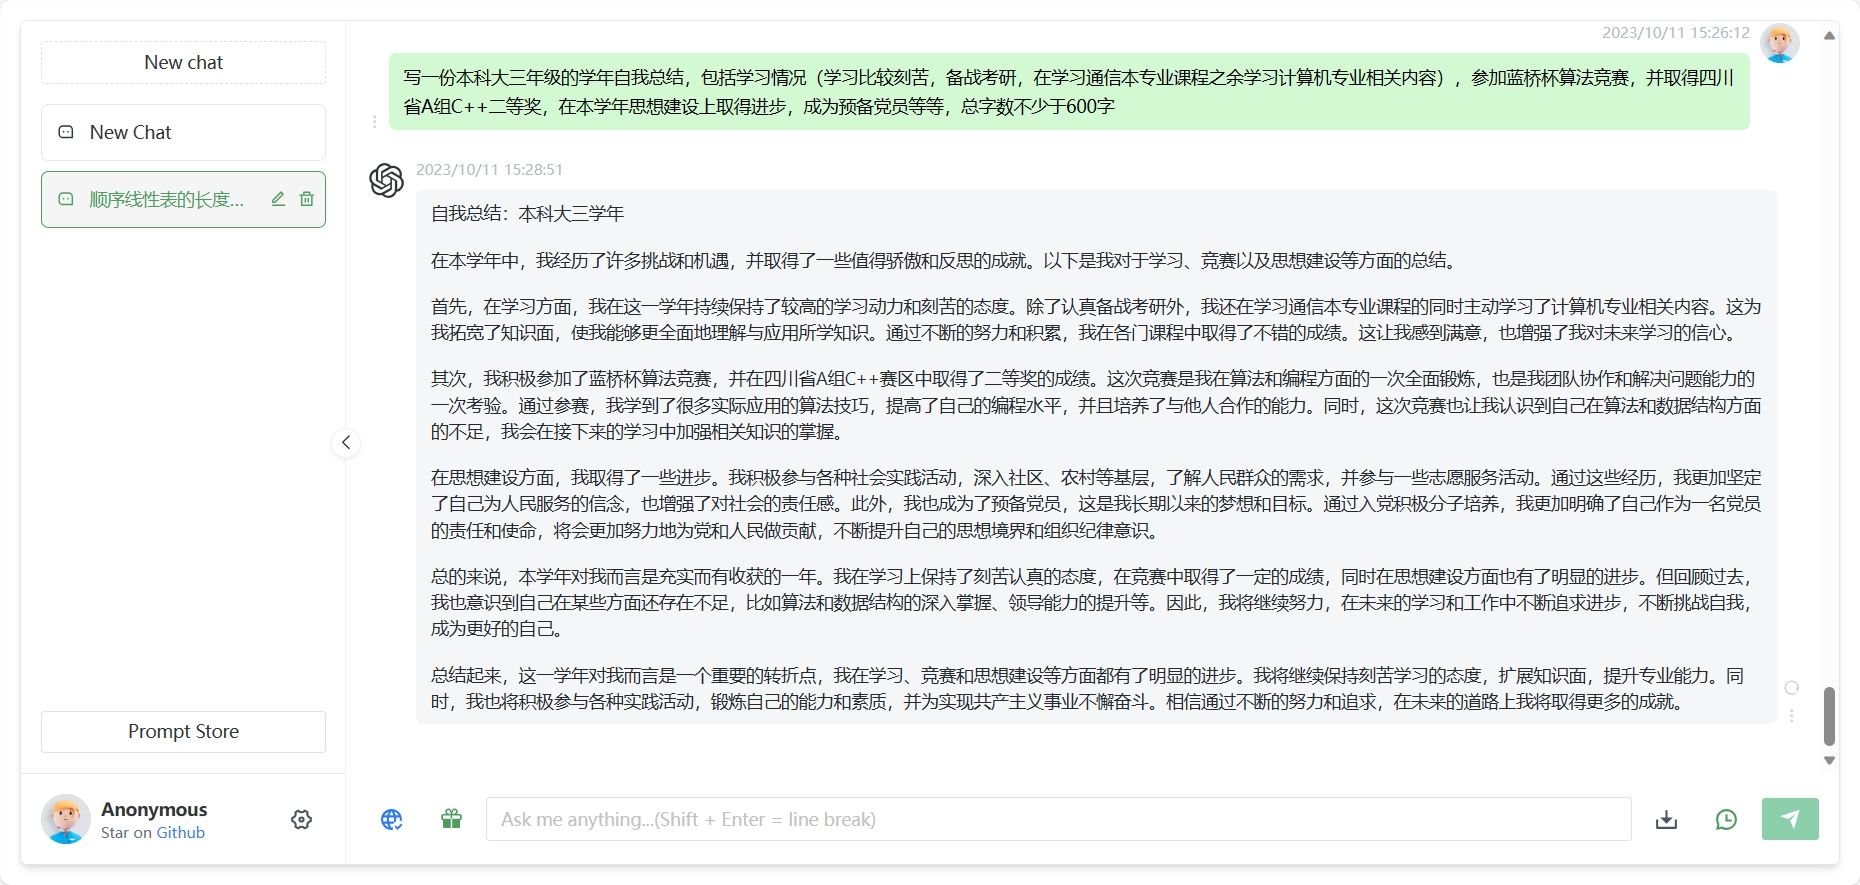 New chat
New Chat
顺序线性表的长度...
Prompt Store
Anonymous
Star on Github
2023/10/11 15:26:12
写一份本科大三年级的学年自我总结，包括学习情况（学习比较刻苦，备战考研，在学习通信本专业课程之余学习计算机专业相关内容），参加蓝桥杯算法竞赛，并取得四川
省A组C++二等奖，在本学年思想建设上取得进步，成为预备党员等等，总字数不少于600字
2023/10/11 15:28:51
自我总结：本科大三学年
在本学年中，我经历了许多挑战和机遇，并取得了一些值得骄傲和反思的成就。以下是我对于学习、竞赛以及思想建设等方面的总结。
首先，在学习方面，我在这一学年持续保持了较高的学习动力和刻苦的态度。除了认真备战考研外，我还在学习通信本专业课程的同时主动学习了计算机专业相关内容。这为
我拓宽了知识面，使我能够更全面地理解与应用所学知识。通过不断的努力和积累，我在各门课程中取得了不错的成绩。这让我感到满意，也增强了我对未来学习的信心。
其次，我积极参加了蓝桥杯算法竞赛，并在四川省A组C++赛区中取得了二等奖的成绩。这次竞赛是我在算法和编程方面的一次全面锻炼，也是我团队协作和解决问题能力的
一次考验。通过参赛，我学到了很多实际应用的算法技巧，提高了自己的编程水平，并且培养了与他人合作的能力。同时，这次竞赛也让我认识到自己在算法和数据结构方面
的不足，我会在接下来的学习中加强相关知识的掌握。
在思想建设方面，我取得了一些进步。我积极参与各种社会实践活动，深入社区、农村等基层，了解人民群众的需求，并参与一些志愿服务活动。通过这些经历，我更加坚定
了自己为人民服务的信念，也增强了对社会的责任感。此外，我也成为了预备党员，这是我长期以来的梦想和目标。通过入党积极分子培养，我更加明确了自己作为一名党员
的责任和使命，将会更加努力地为党和人民做贡献，不断提升自己的思想境界和组织纪律意识。
总的来说，本学年对我而言是充实而有收获的一年。我在学习上保持了刻苦认真的态度，在竞赛中取得了一定的成绩，同时在思想建设方面也有了明显的进步。但回顾过去，
我也意识到自己在某些方面还存在不足，比如算法和数据结构的深入掌握、领导能力的提升等。因此，我将继续努力，在未来的学习和工作中不断追求进步，不断挑战自我，
成为更好的自己。
总结起来，这一学年对我而言是一个重要的转折点，我在学习、竞赛和思想建设等方面都有了明显的进步。我将继续保持刻苦学习的态度，扩展知识面，提升专业能力。同
时，我也将积极参与各种实践活动，锻炼自己的能力和素质，并为实现共产主义事业不懈奋斗。相信通过不断的努力和追求，在未来的道路上我将取得更多的成就。
Ask me anything...(Shift + Enter = line break)